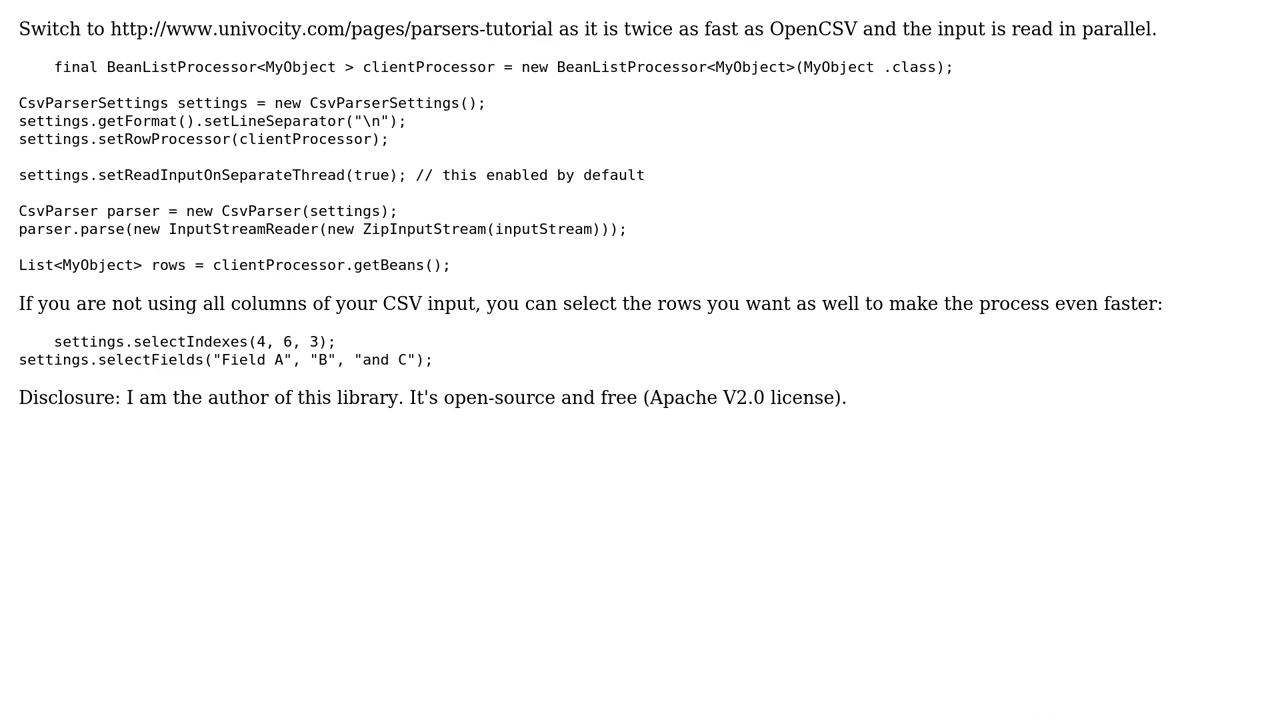 Switch to http://www.univocity.com/pages/parsers-tutorial as it is twice as fast as OpenCSV and the input is read in parallel.
final BeanListProcessor<MyObject > clientProcessor = new BeanListProcessor<MyObject>(MyObject .class);
CsvParserSettings settings = new CsvParserSettings();
settings.getFormat().setLineSeparator("\n");
settings.setRowProcessor(clientProcessor);
settings.setReadInputOnSeparateThread(true); // this enabled by default
CsvParser parser = new CsvParser(settings);
parser.parse(new InputStreamReader(new ZipInputStream(inputStream)));
List<MyObject> rows = clientProcessor.getBeans();
If you are not using all columns of your CSV input, you can select the rows you want as well to make the process even faster:
settings.selectIndexes(4, 6, 3);
settings.selectFields("Field A", "B", "and C");
Disclosure: I am the author of this library. It's open-source and free (Apache V2.0 license).